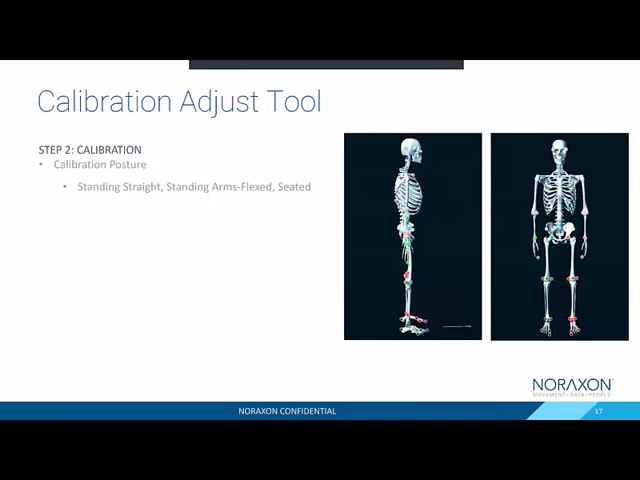 Calibration Adjust Tool
STEP 2: CALIBRATION
• Calibration Posture
• Standing Straight, Standing Arms-Flexed, Seated
NORAXON
MOVEMENT • DATA • PEOPLE
NORAXON CONFIDENTIAL
17